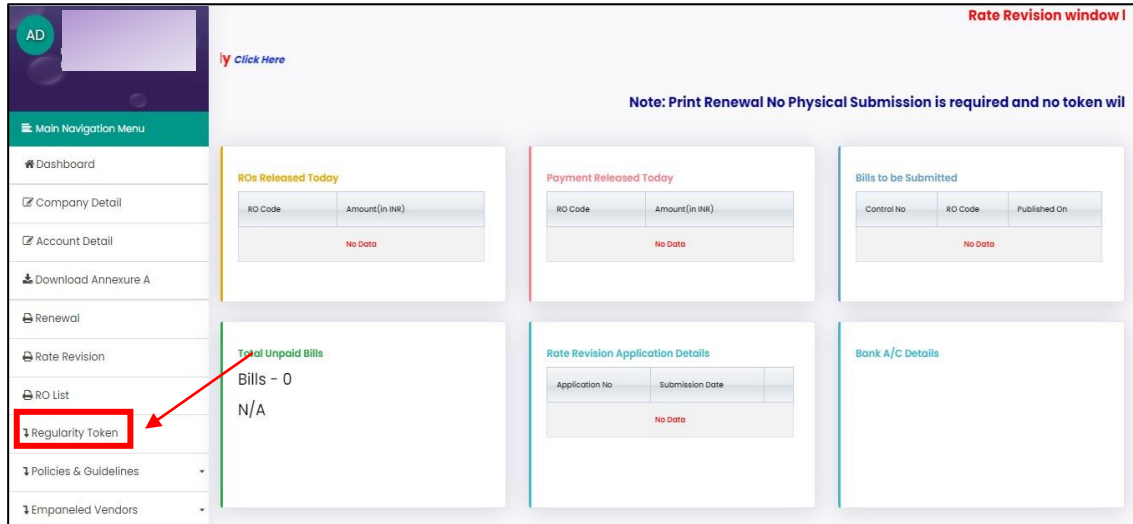 AD
Rate Revision window
ly Click Here
Note: Print Renewal No Physical Submission is required and no token wil
Main Navigation Menu
Dashboard
Company Detail
Account Detail
Download Annexure A
Renewal
Rate Revision
RO List
Regularity Token
Policies & Guidelines
Empaneled Vendors
ROs Released Today
RO Code Amount(in INR)
No Data
Payment Released Today
RO Code Amount(in INR)
No Data
Bills to be Submitted
Control No RO Code Published On
No Data
Total Unpaid Bills
Bills - 0
N/A
Rate Revision Application Details
Application No Submission Date
No Data
Bank A/C Details